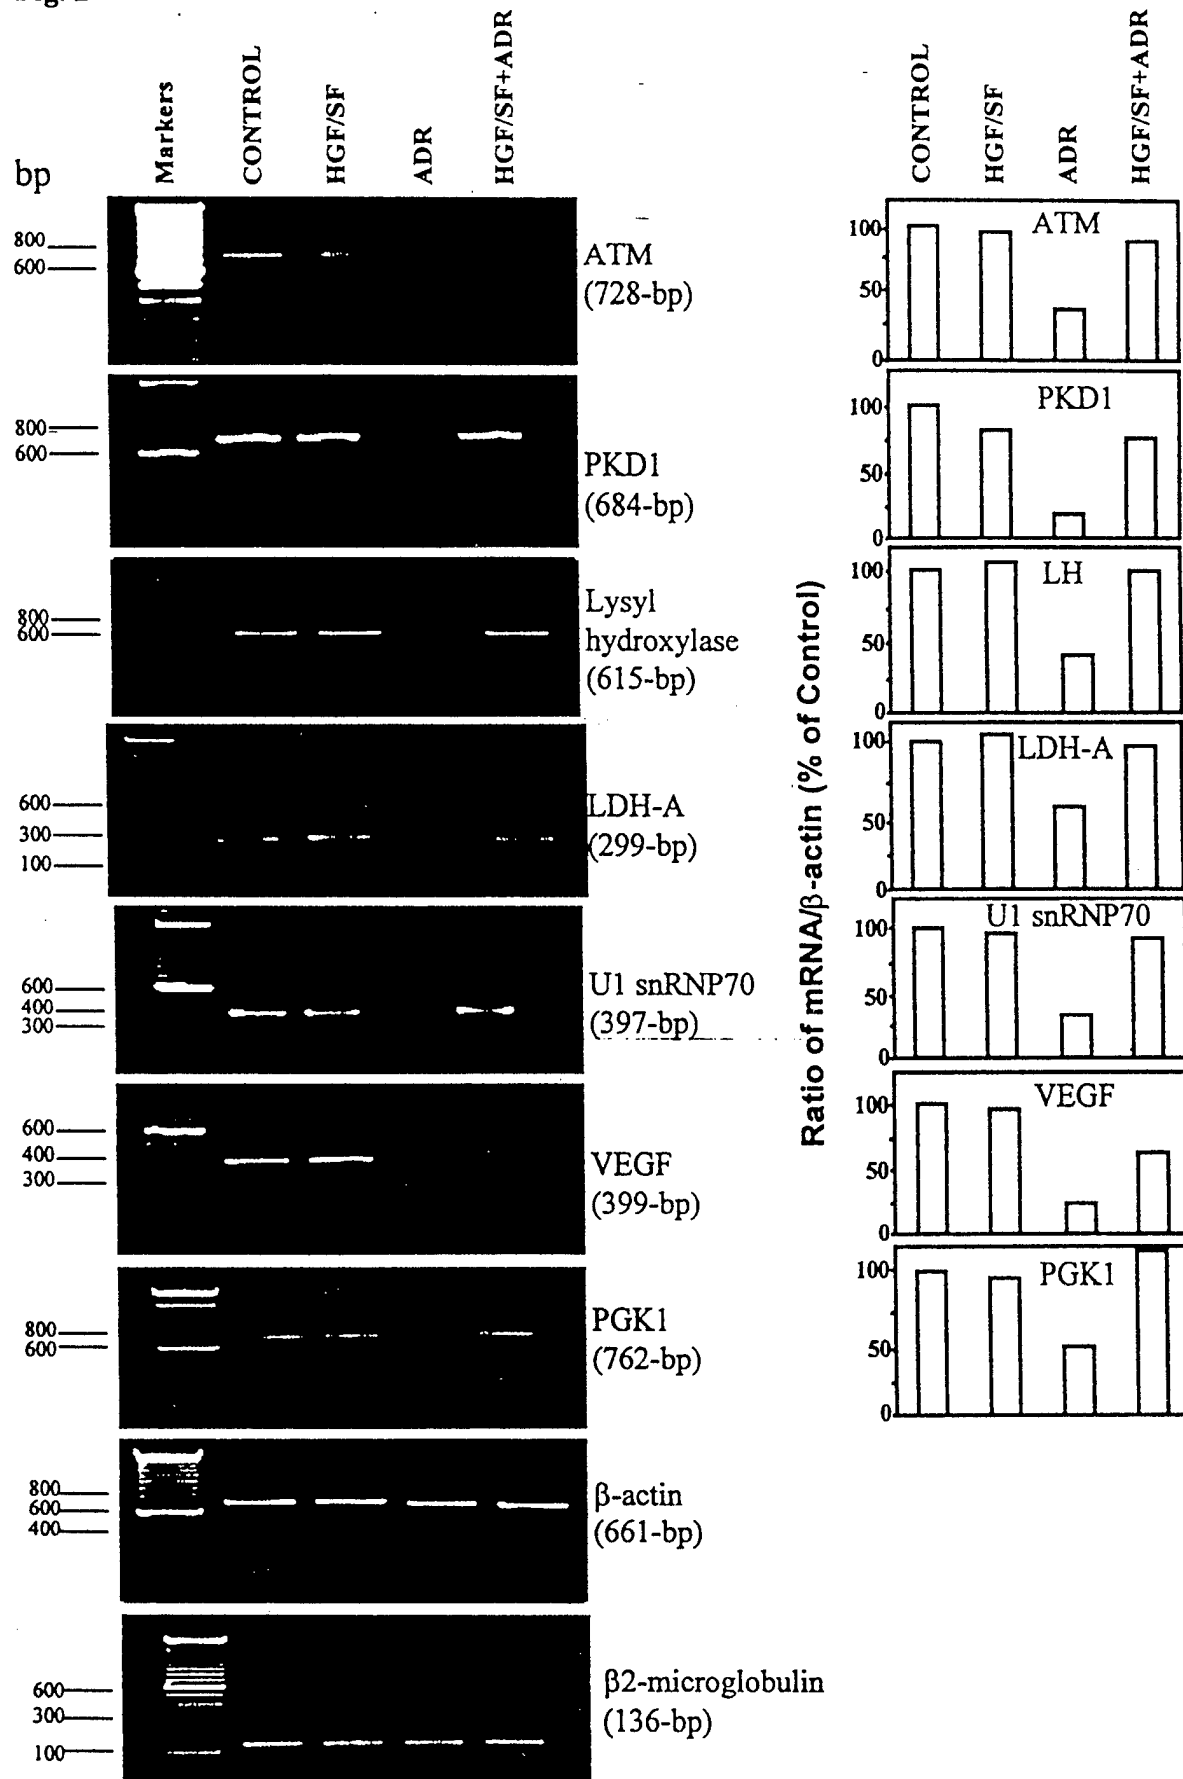 Markers
CONTROL
HGF/SF
ADR
HGF/SF+ADR
CONTROL
HGF/SF
ADR
HGF/SF+ADR
bp
800
600
ATM
(728-bp)
800
600
PKD1
(684-bp)
800
600
Lysyl
hydroxylase
(615-bp)
600
300
100
LDH-A
(299-bp)
600
400
300
U1 snRNP70
(397-bp)
600
400
300
VEGF
(399-bp)
800
600
PGK1
(762-bp)
800
600
400
β-actin
(661-bp)
600
300
100
β2-microglobulin
(136-bp)
Ratio of mRNA/β-actin (% of Control)
100
50
0
ATM
100
50
0
PKD1
100
50
0
LH
100
50
0
LDH-A
100
50
0
U1 snRNP70
100
50
0
VEGF
100
50
0
PGK1